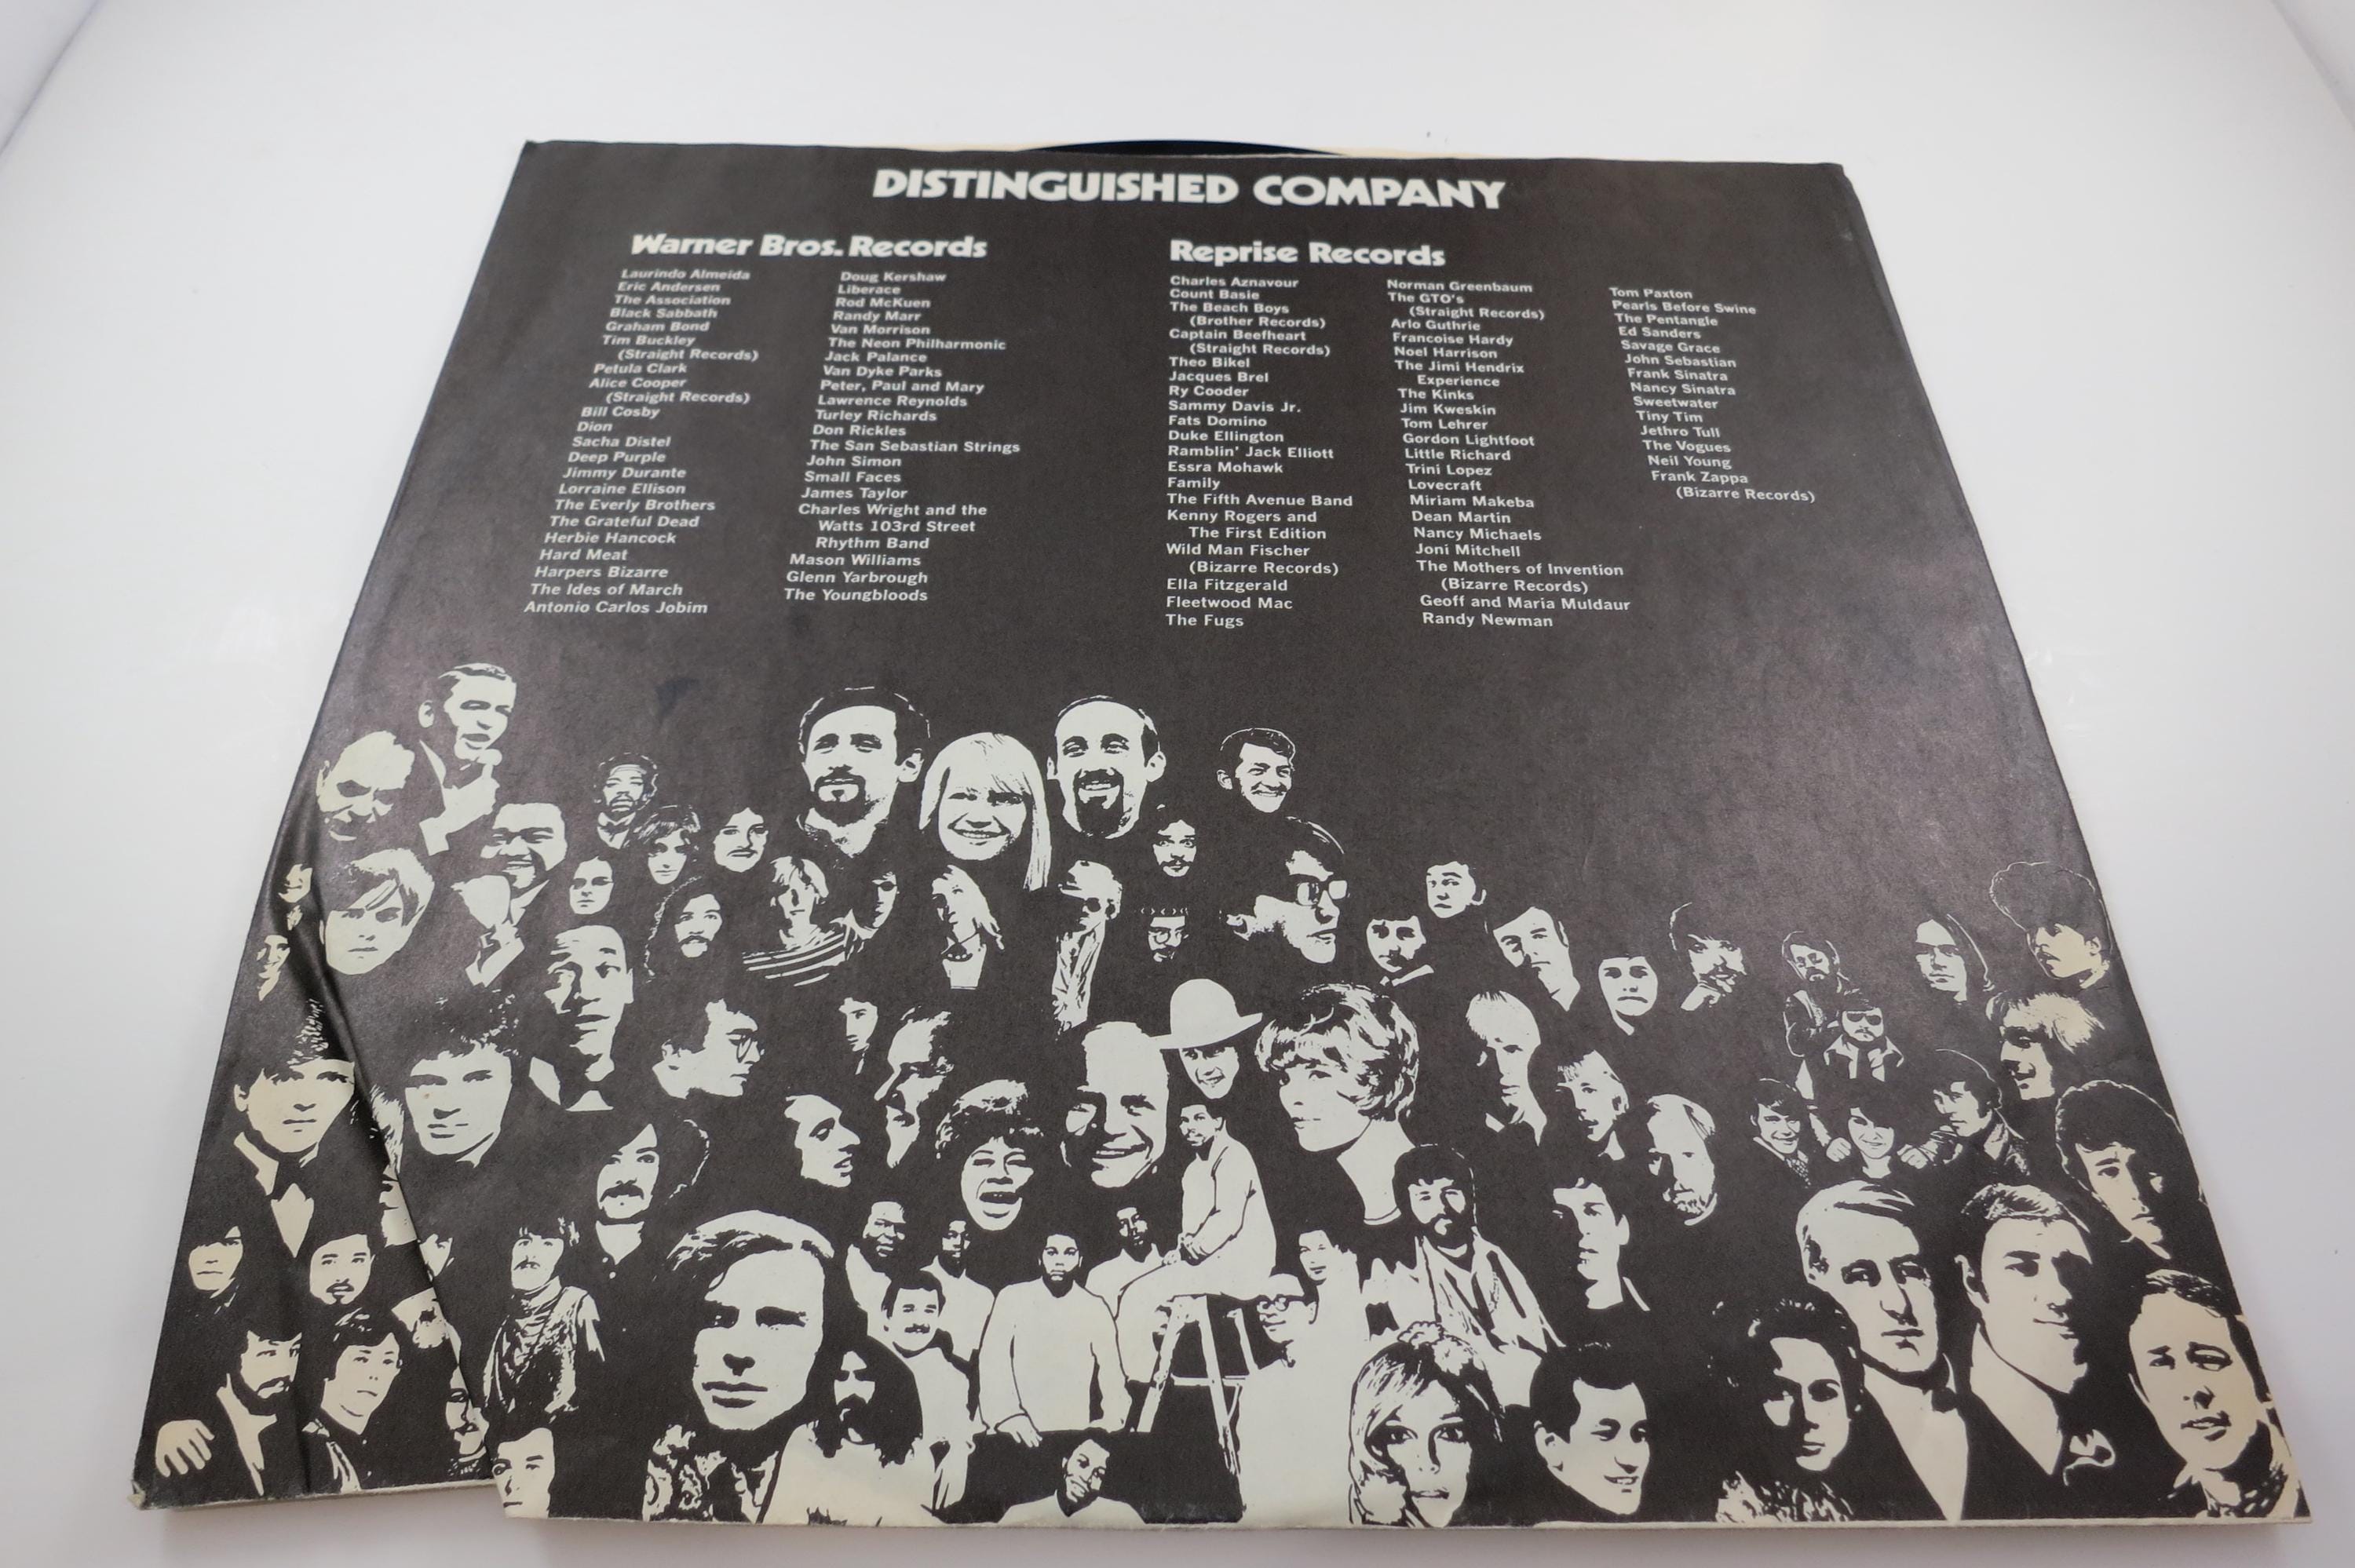 DISTINGUISHED COMPANY
Warner Bros. Records
Laurindo Almeida
Eric Andersen
The Association
Black Sabbath
Graham Bond
Tim Buckley
(Straight Records)
Petula Clark
Alice Cooper
(Straight Records)
Bill Cosby
Dion
Sacha Distel
Deep Purple
Jimmy Durante
Lorraine Ellison
The Everly Brothers
The Grateful Dead
Herbie Hancock
Hard Meat
Harpers Bizarre
The Ides of March
Antonio Carlos Jobim
Doug Kershaw
Liberace
Rod McKuen
Randy Marr
Van Morrison
The Neon Philharmonic
Jack Palance
Van Dyke Parks
Peter, Paul and Mary
Lawrence Reynolds
Turley Richards
Don Rickles
The San Sebastian Strings
John Simon
Small Faces
James Taylor
Charles Wright and the
Watts 103rd Street
Rhythm Band
Mason Williams
Glenn Yarbrough
The Youngbloods
Reprise Records
Charles Aznavour
Count Basie
The Beach Boys
(Brother Records)
Captain Beefheart
(Straight Records)
Theo Bikel
Jacques Brel
Ry Cooder
Sammy Davis Jr.
Fats Domino
Duke Ellington
Ramblin' Jack Elliott
Essra Mohawk
Family
The Fifth Avenue Band
Kenny Rogers and
The First Edition
Wild Man Fischer
(Bizarre Records)
Ella Fitzgerald
Fleetwood Mac
The Fugs
Norman Greenbaum
The GTO's
(Straight Records)
Arlo Guthrie
Francoise Hardy
Noel Harrison
The Jimi Hendrix
Experience
The Kinks
Jim Kweskin
Tom Lehrer
Gordon Lightfoot
Little Richard
Trini Lopez
Lovecraft
Miriam Makeba
Dean Martin
Nancy Michaels
Joni Mitchell
The Mothers of Invention
(Bizarre Records)
Geoff and Maria Muldaur
Randy Newman
Tom Paxton
Pearls Before Swine
The Pentangle
Ed Sanders
Savage Grace
John Sebastian
Frank Sinatra
Nancy Sinatra
Sweetwater
Tiny Tim
Jethro Tull
The Vogues
Neil Young
Frank Zappa
(Bizarre Records)